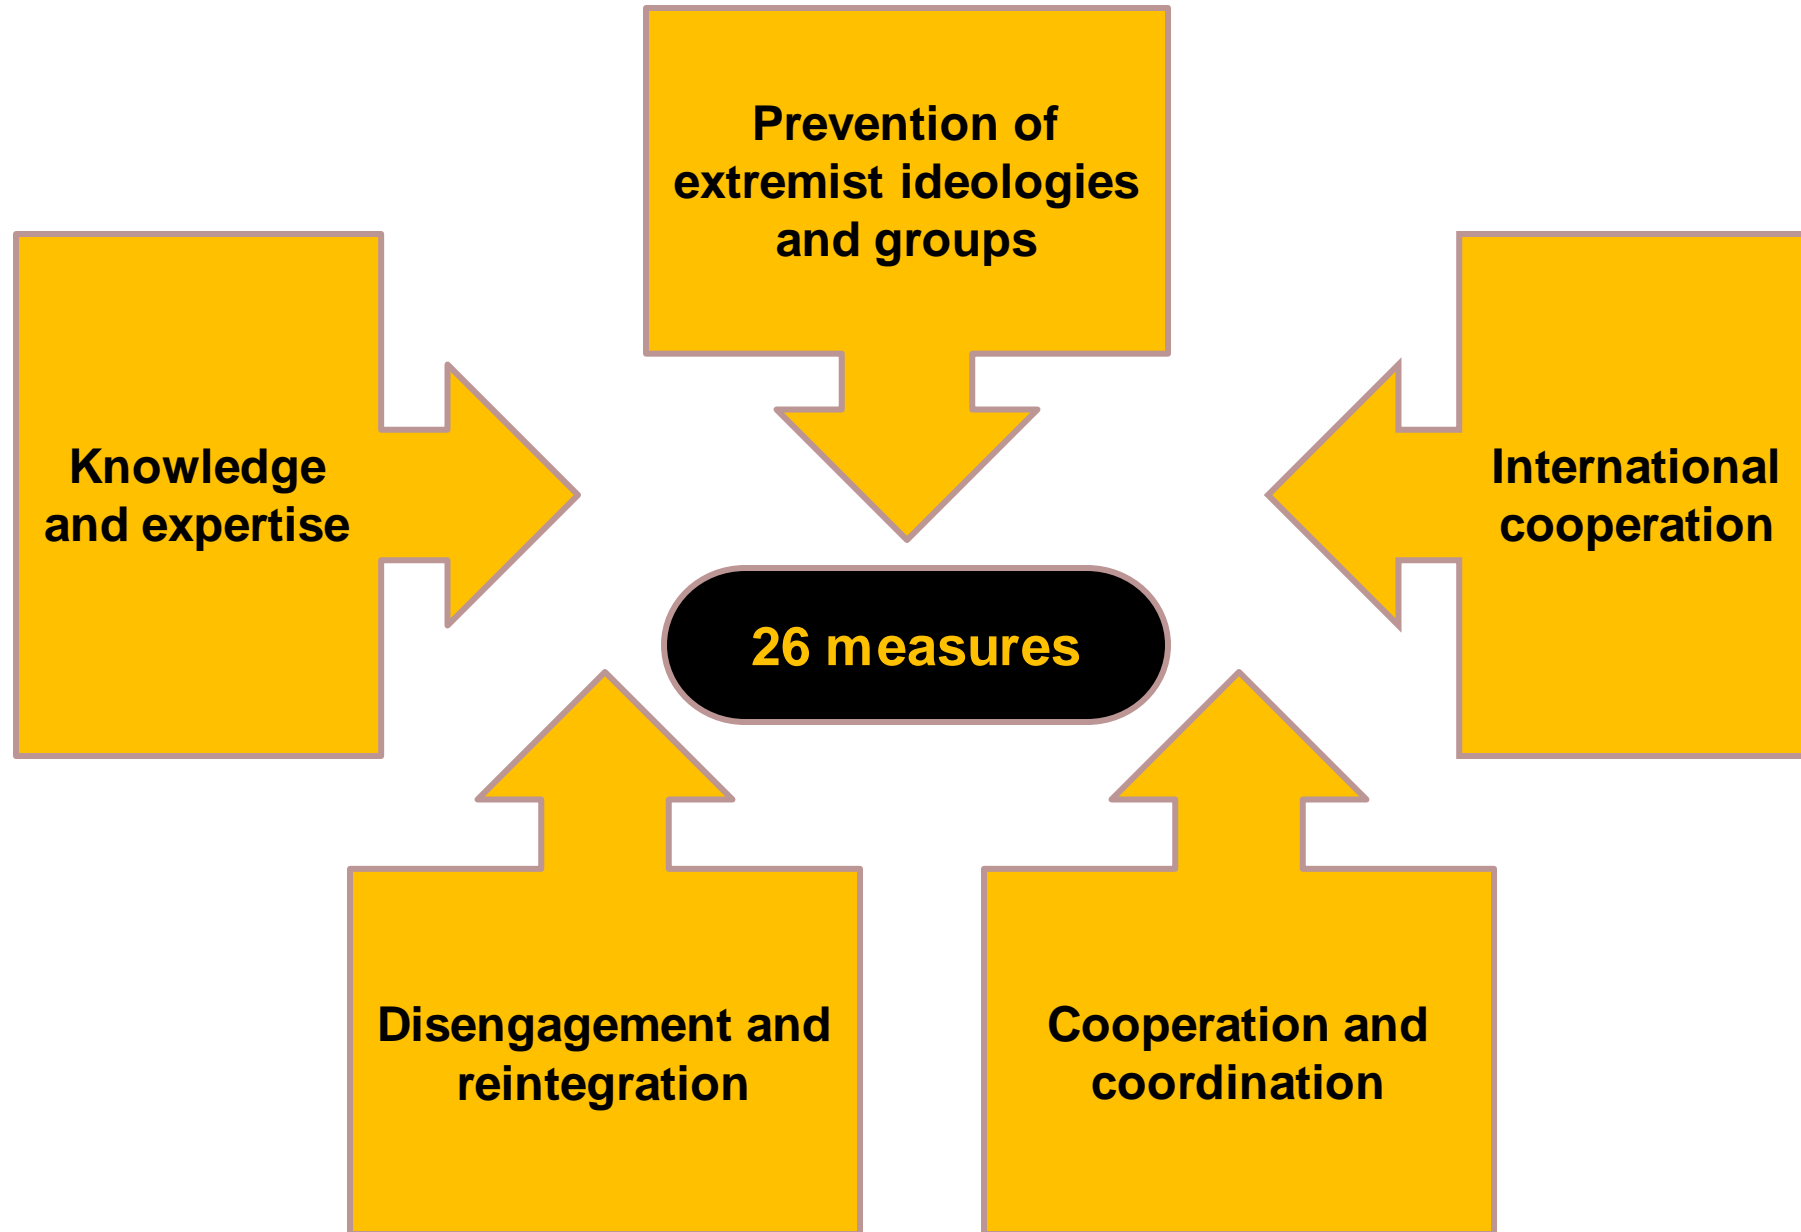 Prevention of
extremist ideologies
and groups
Knowledge
and expertise
International
cooperation
26 measures
Disengagement and
reintegration
Cooperation and
coordination